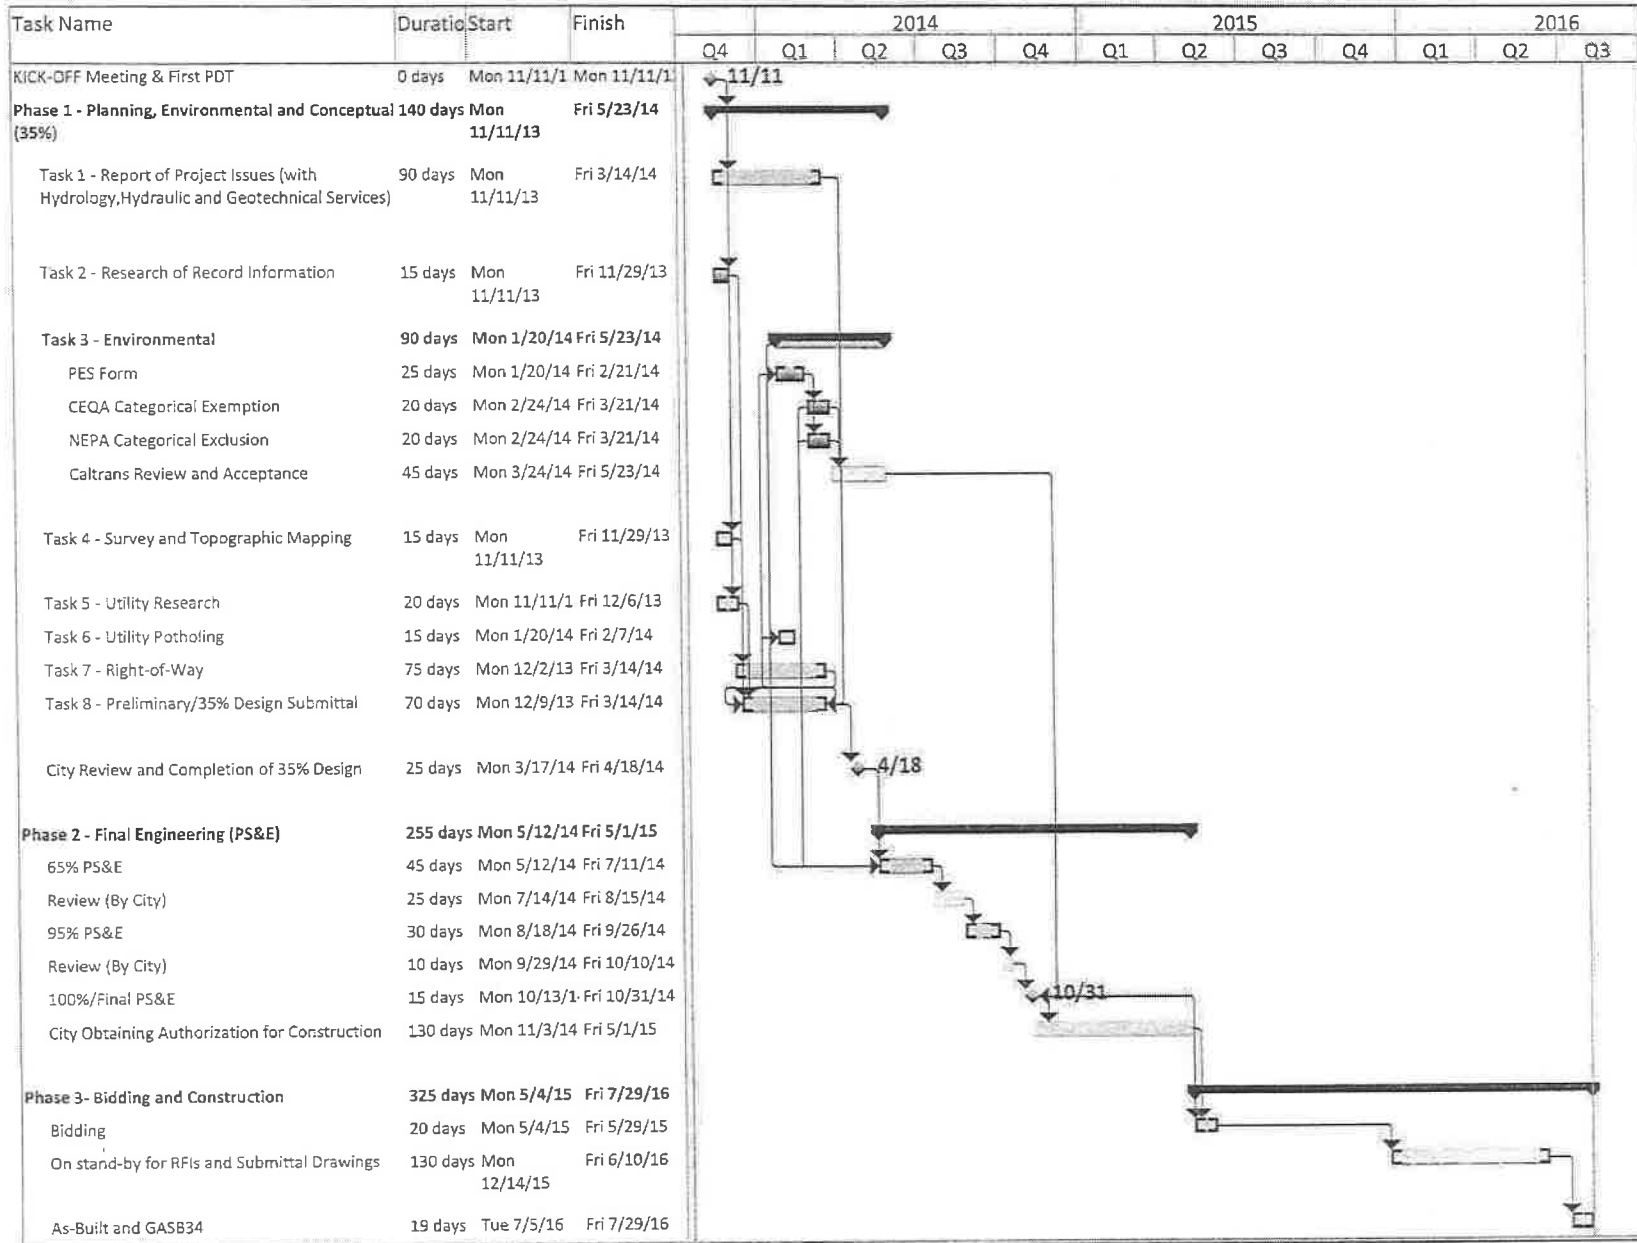 Task Name Duratio Start Finish 2014 2015 2016
Q4 Q1 Q2 Q3 Q4 Q1 Q2 Q3 Q4 Q1 Q2 Q3
KICK-OFF Meeting & First PDT 0 days Mon 11/11/1 Mon 11/11/1 11/11
Phase 1 - Planning, Environmental and Conceptual 140 days Mon Fri 5/23/14
(35%) 11/11/13
Task 1 - Report of Project Issues (with 90 days Mon Fri 3/14/14
Hydrology,Hydraulic and Geotechnical Services) 11/11/13
Task 2 - Research of Record Information 15 days Mon Fri 11/29/13
11/11/13
Task 3 - Environmental 90 days Mon 1/20/14 Fri 5/23/14
PES Form 25 days Mon 1/20/14 Fri 2/21/14
CEQA Categorical Exemption 20 days Mon 2/24/14 Fri 3/21/14
NEPA Categorical Exclusion 20 days Mon 2/24/14 Fri 3/21/14
Caltrans Review and Acceptance 45 days Mon 3/24/14 Fri 5/23/14
Task 4 - Survey and Topographic Mapping 15 days Mon Fri 11/29/13
11/11/13
Task 5 - Utility Research 20 days Mon 11/11/1 Fri 12/6/13
Task 6 - Utility Potholing 15 days Mon 1/20/14 Fri 2/7/14
Task 7 - Right-of-Way 75 days Mon 12/2/13 Fri 3/14/14
Task 8 - Preliminary/35% Design Submittal 70 days Mon 12/9/13 Fri 3/14/14
City Review and Completion of 35% Design 25 days Mon 3/17/14 Fri 4/18/14 4/18
Phase 2 - Final Engineering (PS&E) 255 days Mon 5/12/14 Fri 5/1/15
65% PS&E 45 days Mon 5/12/14 Fri 7/11/14
Review (By City) 25 days Mon 7/14/14 Fri 8/15/14
95% PS&E 30 days Mon 8/18/14 Fri 9/26/14
Review (By City) 10 days Mon 9/29/14 Fri 10/10/14
100%/Final PS&E 15 days Mon 10/13/1 Fri 10/31/14 10/31
City Obtaining Authorization for Construction 130 days Mon 11/3/14 Fri 5/1/15
Phase 3- Bidding and Construction 325 days Mon 5/4/15 Fri 7/29/16
Bidding 20 days Mon 5/4/15 Fri 5/29/15
On stand-by for RFIs and Submittal Drawings 130 days Mon Fri 6/10/16
12/14/15
As-Built and GASB34 19 days Tue 7/5/16 Fri 7/29/16